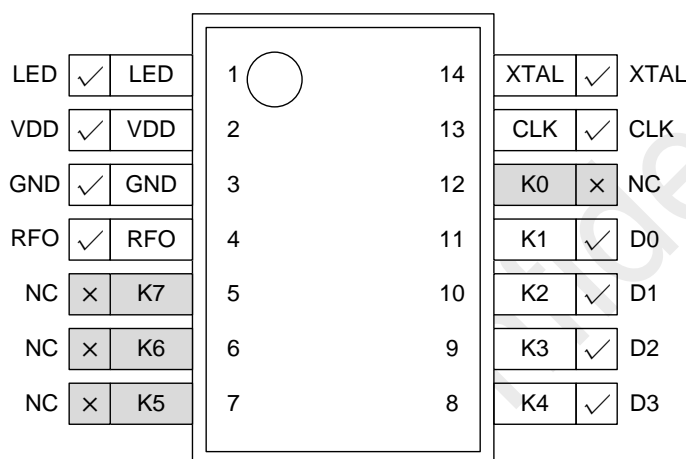 LED ✓ LED 1 14 XTAL ✓ XTAL
VDD ✓ VDD 2 13 CLK ✓ CLK
GND ✓ GND 3 12 K0 × NC
RFO ✓ RFO 4 11 K1 ✓ D0
NC × K7 5 10 K2 ✓ D1
NC × K6 6 9 K3 ✓ D2
NC × K5 7 8 K4 ✓ D3